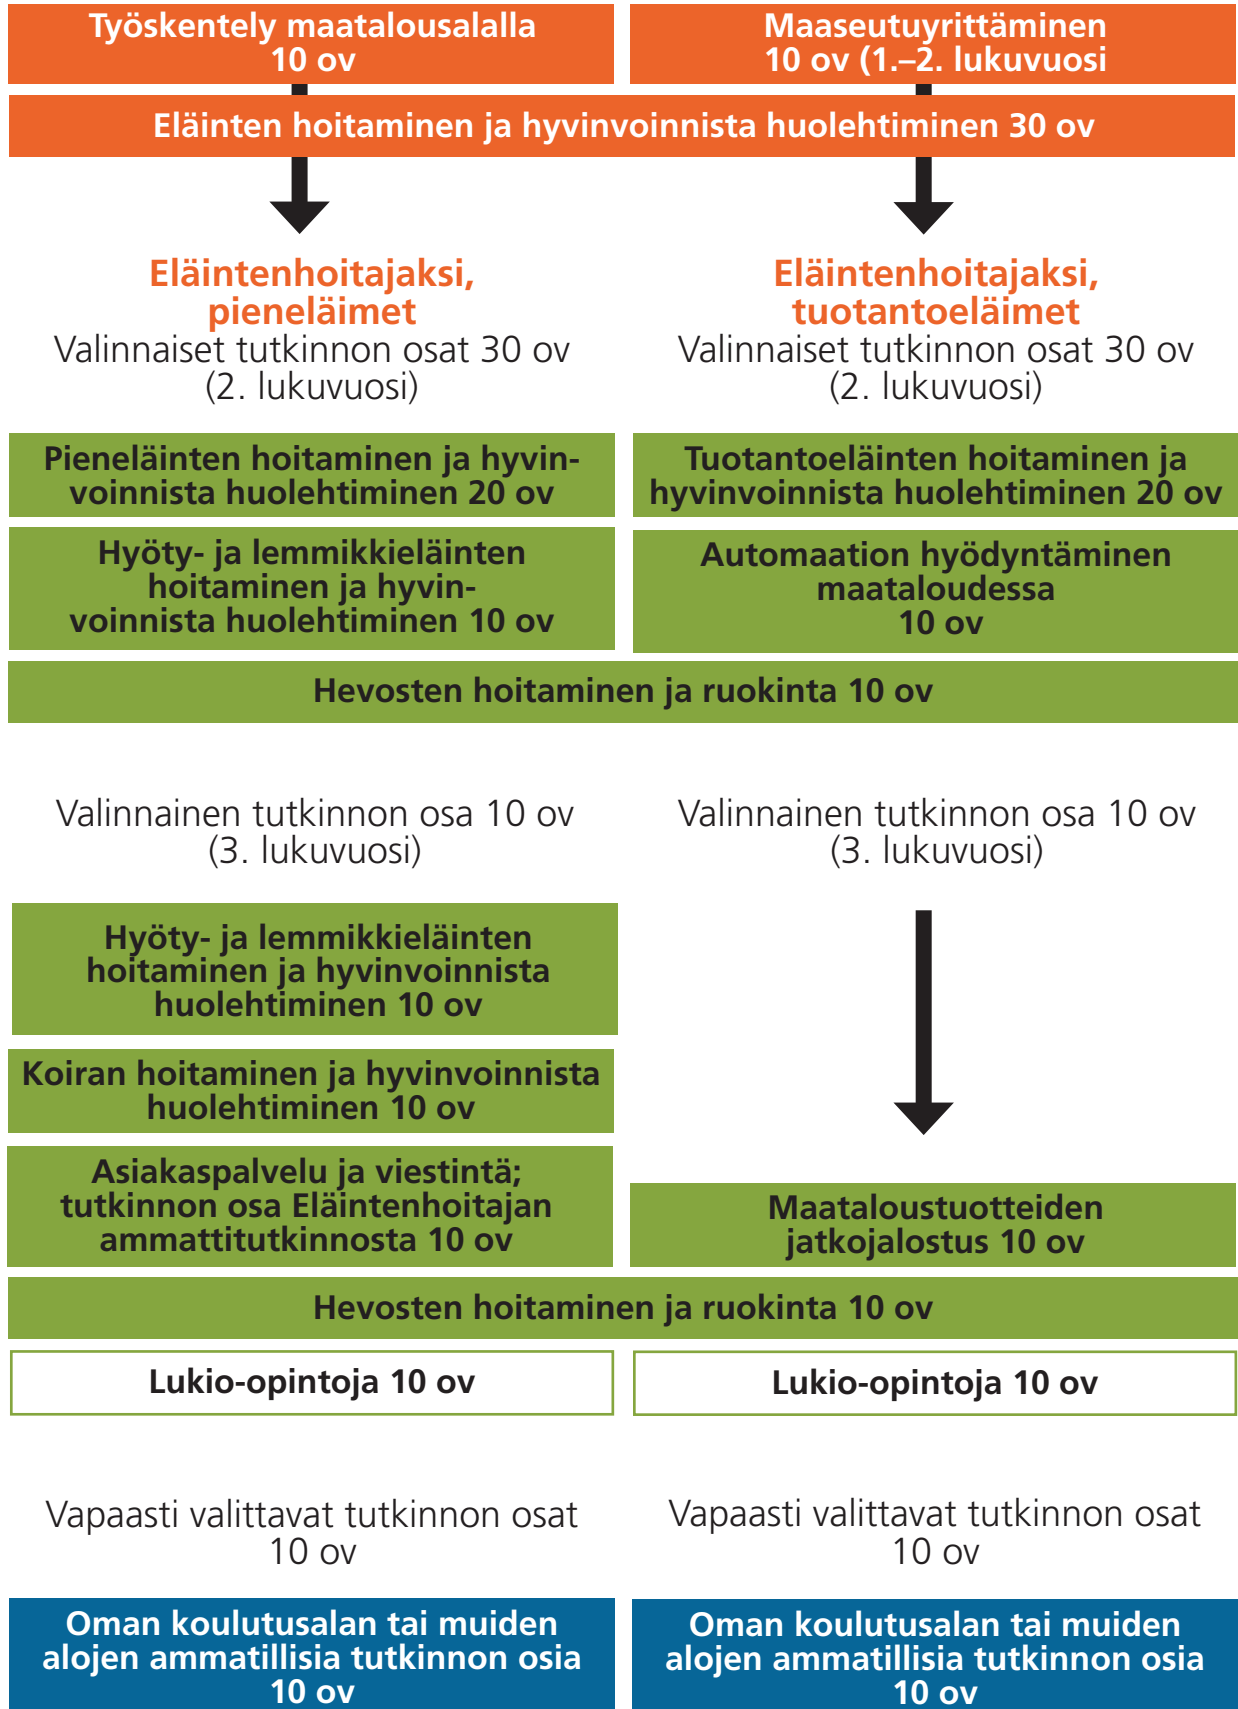 Työskentely maatalousalalla
10 ov
Maaseutuyrittäminen
10 ov (1.–2. lukuvuosi
Eläinten hoitaminen ja hyvinvoinnista huolehtiminen 30 ov
Eläintenhoitajaksi,
pieneläimet
Valinnaiset tutkinnon osat 30 ov
(2. lukuvuosi)
Eläintenhoitajaksi,
tuotantoeläimet
Valinnaiset tutkinnon osat 30 ov
(2. lukuvuosi)
Pieneläinten hoitaminen ja hyvin-
voinnista huolehtiminen 20 ov
Tuotantoeläinten hoitaminen ja
hyvinvoinnista huolehtiminen 20 ov
Hyöty- ja lemmikkieläinten
hoitaminen ja hyvin-
voinnista huolehtiminen 10 ov
Automaation hyödyntäminen
maataloudessa
10 ov
Hevosten hoitaminen ja ruokinta 10 ov
Valinnainen tutkinnon osa 10 ov
(3. lukuvuosi)
Valinnainen tutkinnon osa 10 ov
(3. lukuvuosi)
Hyöty- ja lemmikkieläinten
hoitaminen ja hyvinvoinnista
huolehtiminen 10 ov
Koiran hoitaminen ja hyvinvoinnista
huolehtiminen 10 ov
Asiakaspalvelu ja viestintä;
tutkinnon osa Eläintenhoitajan
ammattitutkinnosta 10 ov
Maataloustuotteiden
jatkojalostus 10 ov
Hevosten hoitaminen ja ruokinta 10 ov
Lukio-opintoja 10 ov
Lukio-opintoja 10 ov
Vapaasti valittavat tutkinnon osat
10 ov
Vapaasti valittavat tutkinnon osat
10 ov
Oman koulutusalan tai muiden
alojen ammatillisia tutkinnon osia
10 ov
Oman koulutusalan tai muiden
alojen ammatillisia tutkinnon osia
10 ov